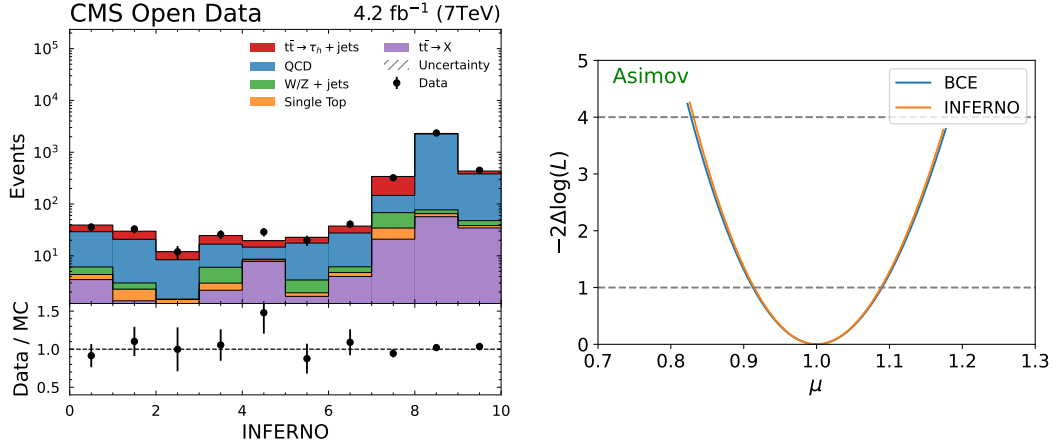 CMS Open Data
4.2 fb⁻¹ (7TeV)
tt̄→τₕ + jets
QCD
W/Z + jets
Single Top
tt̄→X
Uncertainty
Data
Events
10⁵
10⁴
10³
10²
10¹
Data / MC
1.5
1.0
0.5
0 2 4 6 8 10
INFERNO
Asimov
BCE
INFERNO
−2Δlog(L)
5
4
3
2
1
0
0.7 0.8 0.9 1.0 1.1 1.2 1.3
μ